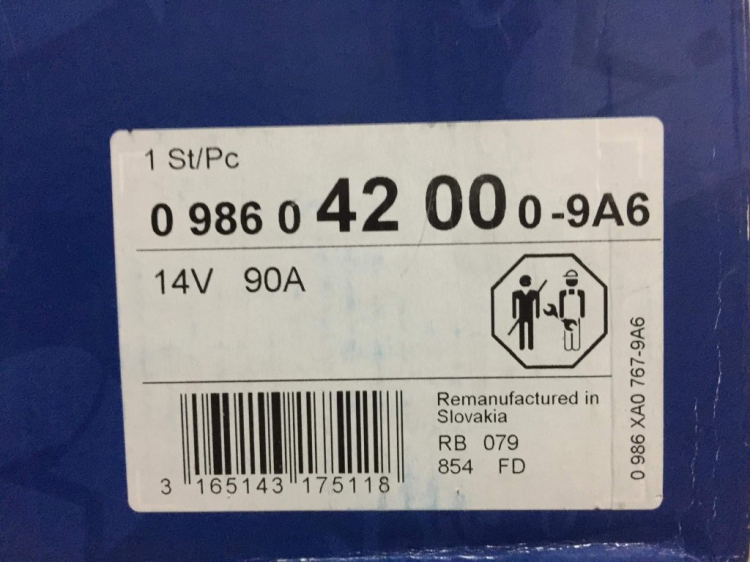 1 St/Pc
0 986 0 42 00 0-9A6
14V 90A
0 986 XA0 767-9A6
Remanufactured in
Slovakia
RB 079
854 FD
3 165143 175118